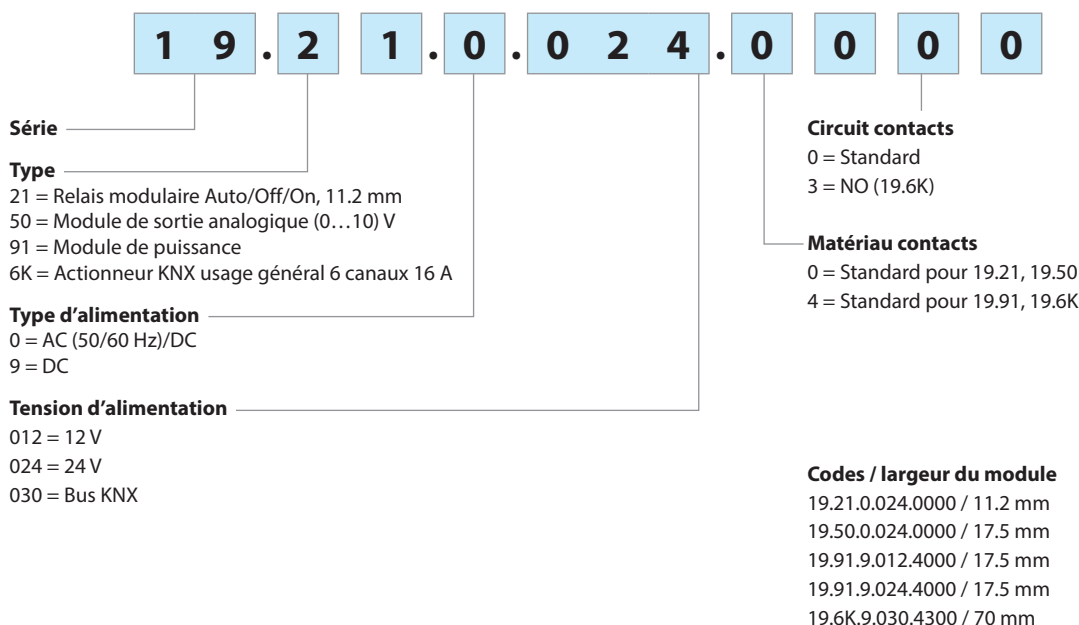 1 9 . 2 1 . 0 . 0 2 4 . 0 0 0 0
Série
Type
21 = Relais modulaire Auto/Off/On, 11.2 mm
50 = Module de sortie analogique (0…10) V
91 = Module de puissance
6K = Actionneur KNX usage général 6 canaux 16 A
Type d’alimentation
0 = AC (50/60 Hz)/DC
9 = DC
Tension d’alimentation
012 = 12 V
024 = 24 V
030 = Bus KNX
Circuit contacts
0 = Standard
3 = NO (19.6K)
Matériau contacts
0 = Standard pour 19.21, 19.50
4 = Standard pour 19.91, 19.6K
Codes / largeur du module
19.21.0.024.0000 / 11.2 mm
19.50.0.024.0000 / 17.5 mm
19.91.9.012.4000 / 17.5 mm
19.91.9.024.4000 / 17.5 mm
19.6K.9.030.4300 / 70 mm